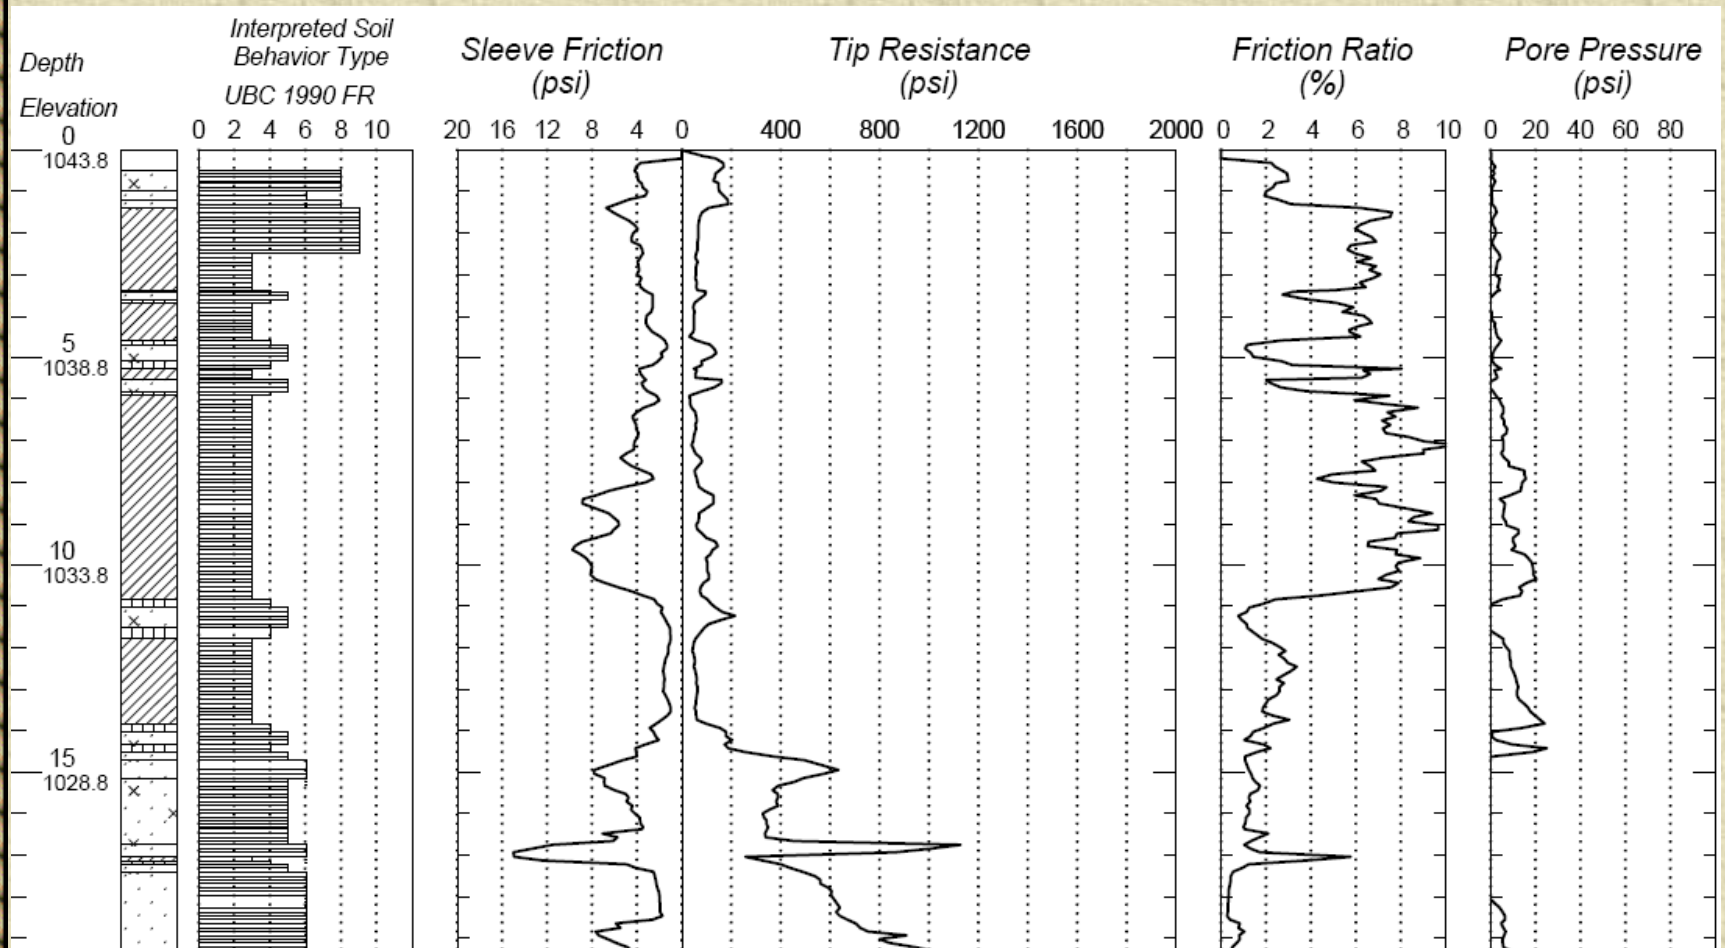 Interpreted Soil
Behavior Type
UBC 1990 FR
Depth
Elevation
Sleeve Friction
(psi)
Tip Resistance
(psi)
Friction Ratio
(%)
Pore Pressure
(psi)
0 2 4 6 8 10
20 16 12 8 4 0 400 800 1200 1600 2000
0 2 4 6 8 10
0 20 40 60 80
0
1043.8
5
1038.8
10
1033.8
15
1028.8